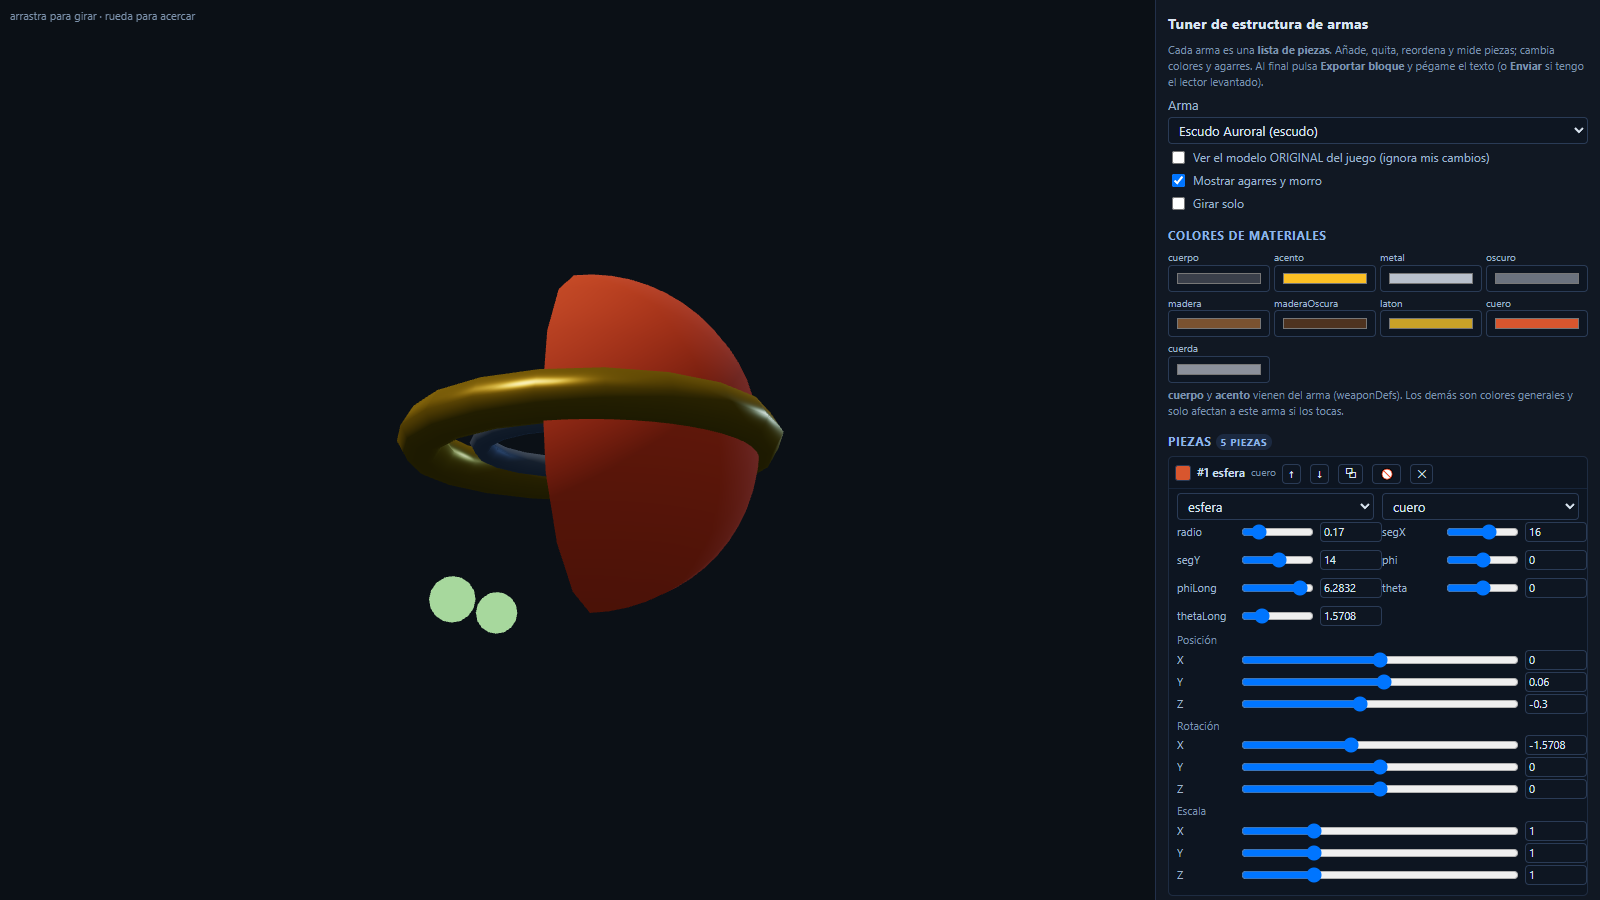 arrastra para girar · rueda para acercar
Tuner de estructura de armas
Cada arma es una lista de piezas. Añade, quita, reordena y mide piezas; cambia
colores y agarres. Al final pulsa Exportar bloque y pégame el texto (o Enviar si tengo
el lector levantado).
Arma
Escudo Auroral (escudo)
Ver el modelo ORIGINAL del juego (ignora mis cambios)
Mostrar agarres y morro
Girar solo
COLORES DE MATERIALES
cuerpo acento metal oscuro
madera maderaOscura laton cuero
cuerda
cuerpo y acento vienen del arma (weaponDefs). Los demás son colores generales y
solo afectan a este arma si los tocas.
PIEZAS 5 PIEZAS
#1 esfera cuero ↑ ↓
esfera cuero
radio 0.17 segX 16
segY 14 phi 0
phiLong 6.2832 theta 0
thetaLong 1.5708
Posición
X 0
Y 0.06
Z -0.3
Rotación
X -1.5708
Y 0
Z 0
Escala
X 1
Y 1
Z 1